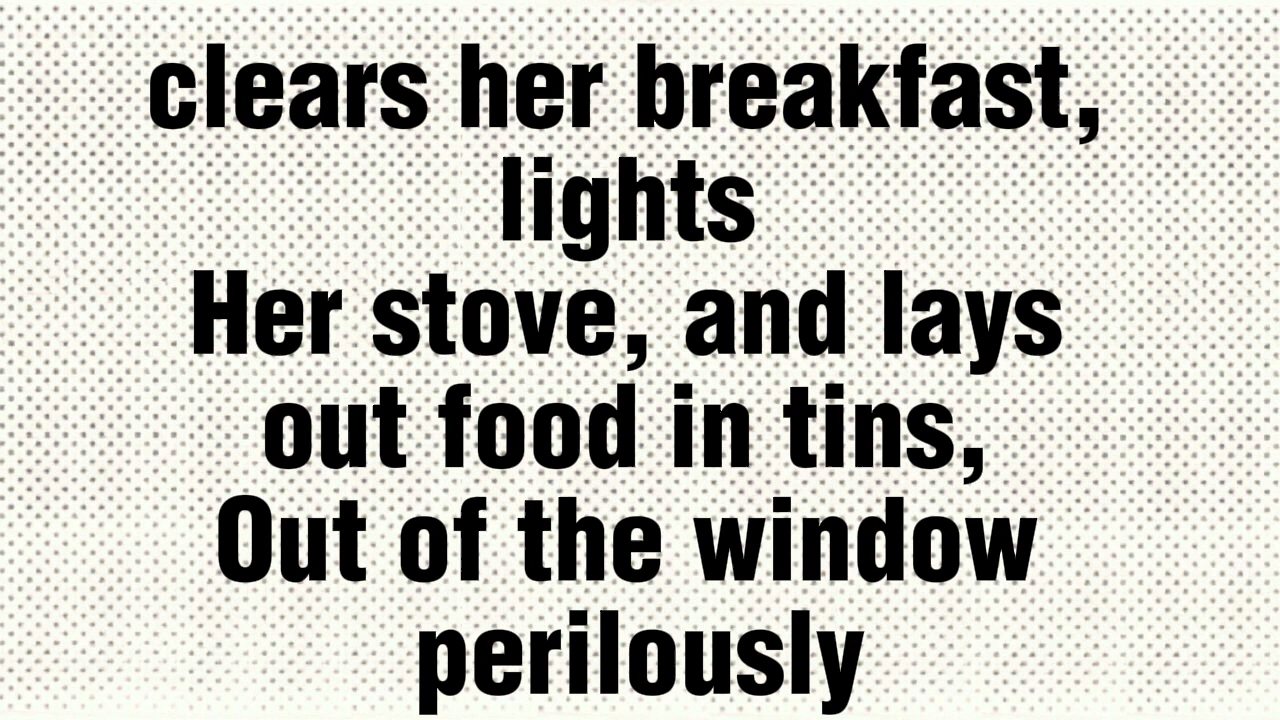 clears her breakfast,
lights
Her stove, and lays
out food in tins,
Out of the window
perilously